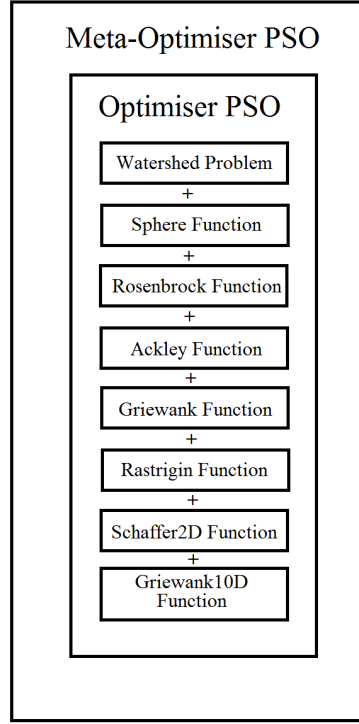 Meta-Optimiser PSO
Optimiser PSO
Watershed Problem
+
Sphere Function
+
Rosenbrock Function
+
Ackley Function
+
Griewank Function
+
Rastrigin Function
+
Schaffer2D Function
+
Griewank10D
Function